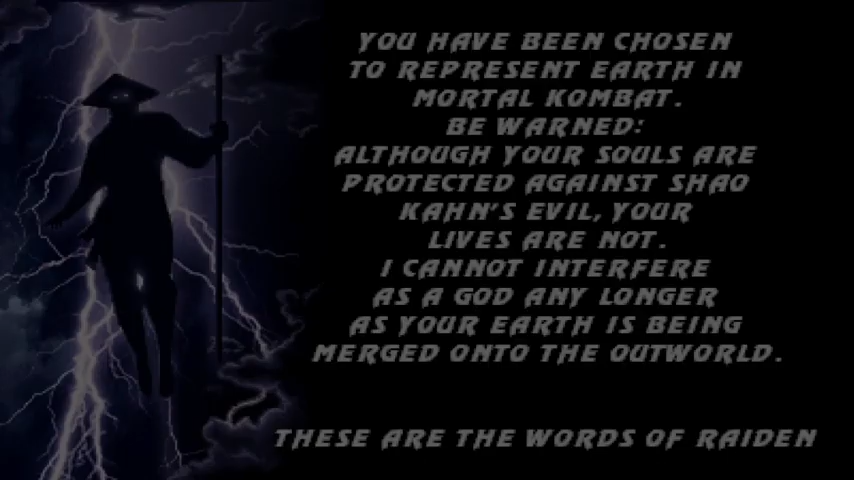 YOU HAVE BEEN CHOSEN
TO REPRESENT EARTH IN
MORTAL KOMBAT.
BE WARNED:
ALTHOUGH YOUR SOULS ARE
PROTECTED AGAINST SHAO
KAHN'S EVIL, YOUR
LIVES ARE NOT.
I CANNOT INTERFERE
AS A GOD ANY LONGER
AS YOUR EARTH IS BEING
MERGED ONTO THE OUTWORLD.
THESE ARE THE WORDS OF RAIDEN